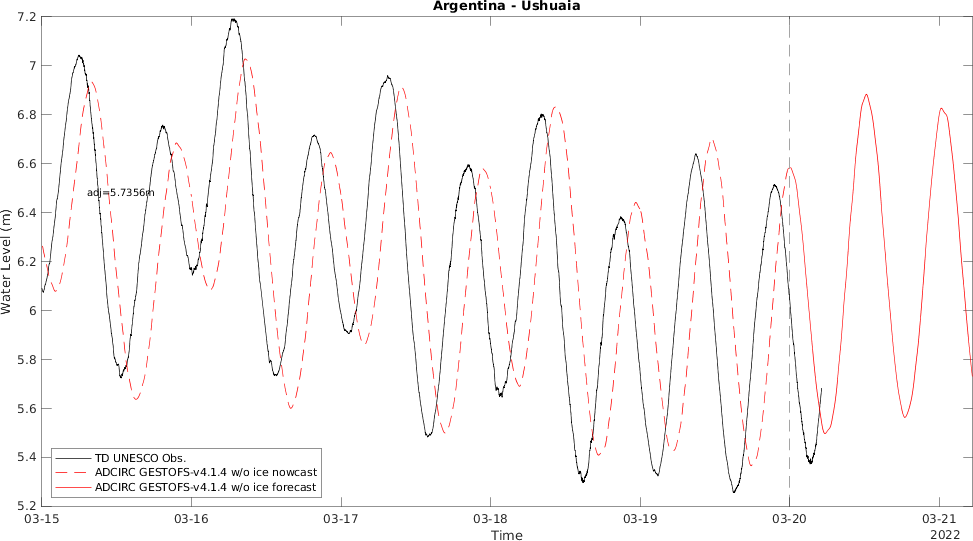 Argentina - Ushuaia
7.2
7
6.8
6.6
6.4
6.2
6
5.8
5.6
5.4
5.2
Water Level (m)
adj=5.7356m
TD UNESCO Obs.
ADCIRC GESTOFS-v4.1.4 w/o ice nowcast
ADCIRC GESTOFS-v4.1.4 w/o ice forecast
03-15 03-16 03-17 03-18 03-19 03-20 03-21
Time
2022